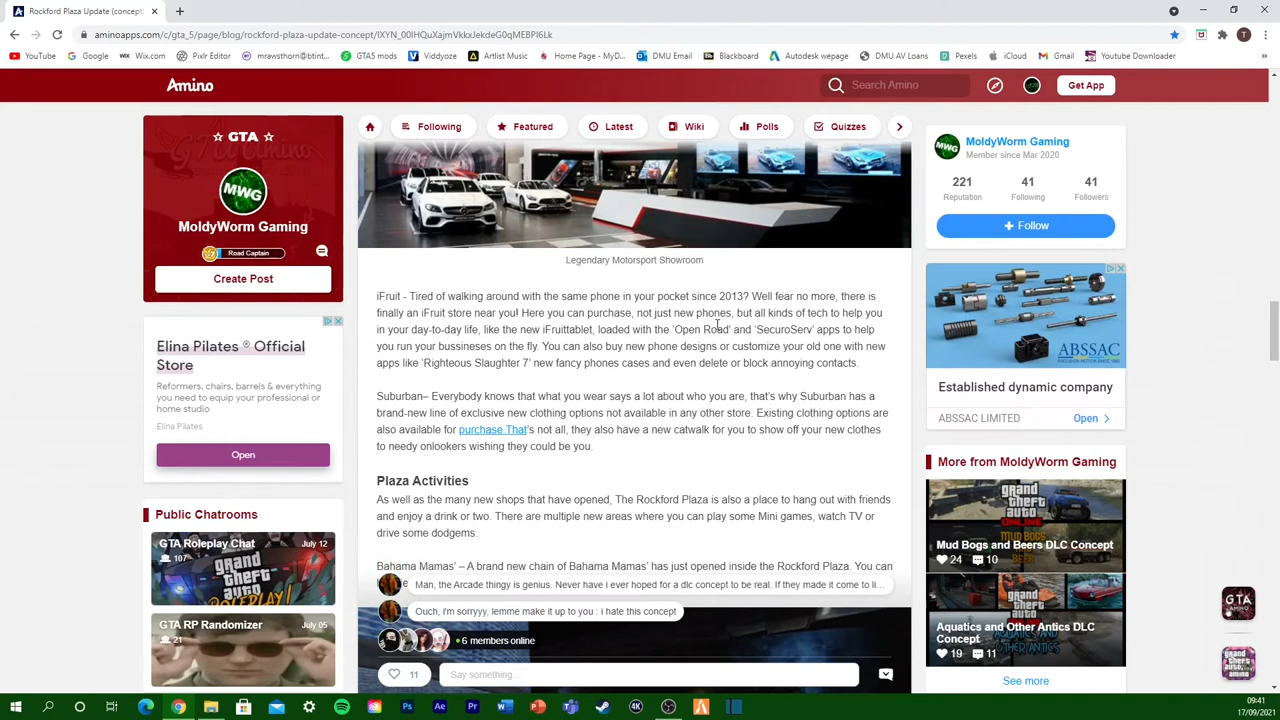 Rockford Plaza Update (concept)
aminoapps.com/c/gta_5/page/blog/rockford-plaza-update-concept/IXYN_00IHQuXajmVkkxJekdeG0qMEBPl6Lk
YouTube
Google
Wix.com
Pixlr Editor
mrawsthorn@btint...
GTA5 mods
Viddyoze
Artlist Music
Home Page - MyD...
DMU Email
Blackboard
Autodesk wepage
DMU AV Loans
Pexels
iCloud
Gmail
Youtube Downloader
Amino
Search Amino
Get App
☆ GTA ☆
MWG
MoldyWorm Gaming
Road Captain
Create Post
Elina Pilates ® Official
Store
Reformers, chairs, barrels & everything
you need to equip your professional or
home studio
Elina Pilates
Open
Public Chatrooms
GTA Roleplay Chat
July 12
107
GTA RP Randomizer
July 05
21
Following
Featured
Latest
Wiki
Polls
Quizzes
Legendary Motorsport Showroom
iFruit - Tired of walking around with the same phone in your pocket since 2013? Well fear no more, there is
finally an iFruit store near you! Here you can purchase, not just new phones, but all kinds of tech to help you
in your day-to-day life, like the new iFruittablet, loaded with the ‘Open Road’ and ‘SecuroServ’ apps to help
you run your bussineses on the fly. You can also buy new phone designs or customize your old one with new
apps like ‘Righteous Slaughter 7’ new fancy phones cases and even delete or block annoying contacts.
Suburban– Everybody knows that what you wear says a lot about who you are, that’s why Suburban has a
brand-new line of exclusive new clothing options not available in any other store. Existing clothing options are
also available for purchase.That’s not all, they also have a new catwalk for you to show off your new clothes
to needy onlookers wishing they could be you.
Plaza Activities
As well as the many new shops that have opened, The Rockford Plaza is also a place to hang out with friends
and enjoy a drink or two. There are multiple new areas where you can play some Mini games, watch TV or
drive some dodgems.
Bahama Mamas’ – A brand new chain of Bahama Mamas’ has just opened inside the Rockford Plaza. You can
Man, the Arcade thingy is genius. Never have i ever hoped for a dlc concept to be real. If they made it come to li...
Ouch, i'm sorryyy, lemme make it up to you : i hate this concept
6 members online
11
Say something...
MWG
MoldyWorm Gaming
Member since Mar 2020
221
41
41
Reputation
Following
Followers
+ Follow
ABSSAC
Established dynamic company
ABSSAC LIMITED
Open
More from MoldyWorm Gaming
Mud Bogs and Beers DLC Concept
24
10
Aquatics and Other Antics DLC
Concept
19
11
See more
GTA
AMINO
09:41
17/09/2021